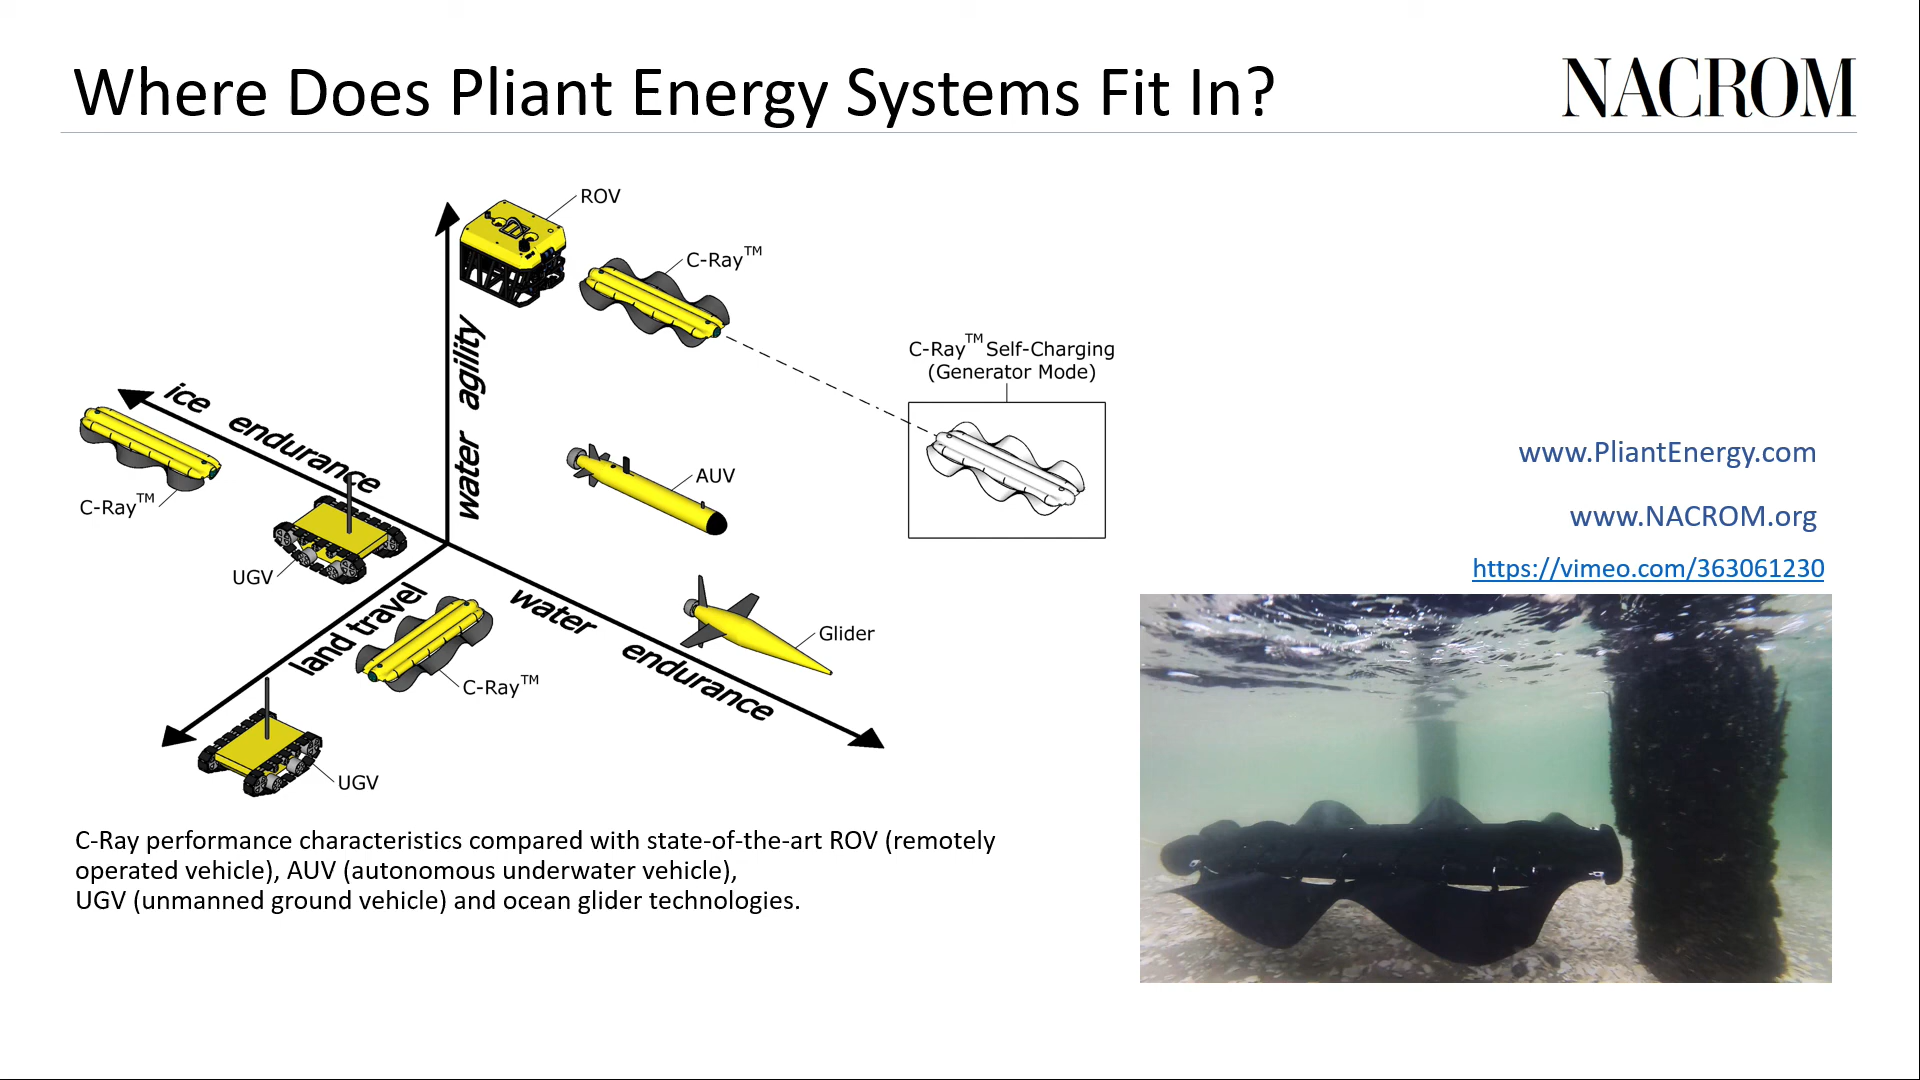 Where Does Pliant Energy Systems Fit In?
NACROM
ROV
C-Ray™
C-Ray™ Self-Charging
(Generator Mode)
water agility
ice endurance
C-Ray™
AUV
UGV
land travel
water endurance
Glider
C-Ray™
UGV
www.PliantEnergy.com
www.NACROM.org
https://vimeo.com/363061230
C-Ray performance characteristics compared with state-of-the-art ROV (remotely
operated vehicle), AUV (autonomous underwater vehicle),
UGV (unmanned ground vehicle) and ocean glider technologies.